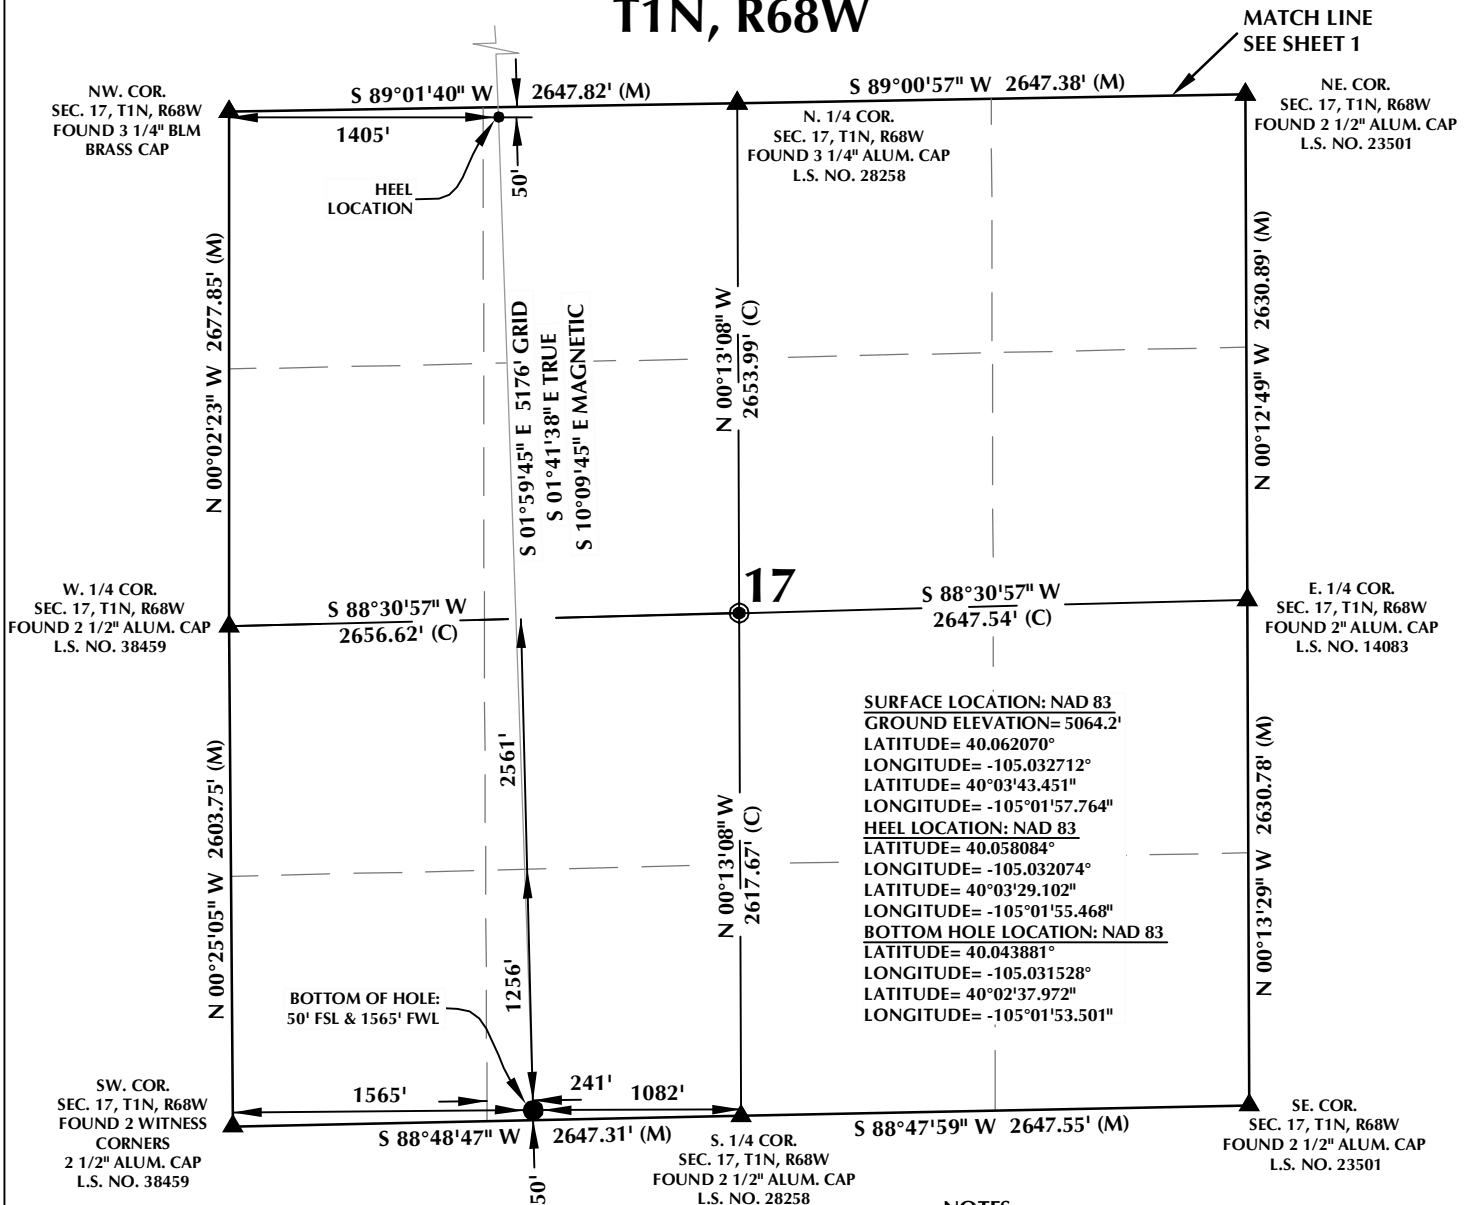 T1N, R68W
MATCH LINE
SEE SHEET 1
NW. COR.
SEC. 17, T1N, R68W
FOUND 3 1/4" BLM
BRASS CAP
S 89°01'40" W 2647.82' (M)
S 89°00'57" W 2647.38' (M)
NE. COR.
SEC. 17, T1N, R68W
FOUND 2 1/2" ALUM. CAP
L.S. NO. 23501
N. 1/4 COR.
SEC. 17, T1N, R68W
FOUND 3 1/4" ALUM. CAP
L.S. NO. 28258
1405'
50'
HEEL
LOCATION
N 00°02'23" W 2677.85' (M)
S 01°59'45" E 5176' GRID
S 01°41'38" E TRUE
S 10°09'45" E MAGNETIC
N 00°13'08" W
2653.99' (C)
N 00°12'49" W 2630.89' (M)
17
W. 1/4 COR.
SEC. 17, T1N, R68W
FOUND 2 1/2" ALUM. CAP
L.S. NO. 38459
S 88°30'57" W
2656.62' (C)
S 88°30'57" W
2647.54' (C)
E. 1/4 COR.
SEC. 17, T1N, R68W
FOUND 2" ALUM. CAP
L.S. NO. 14083
SURFACE LOCATION: NAD 83
GROUND ELEVATION= 5064.2'
LATITUDE= 40.062070°
LONGITUDE= -105.032712°
LATITUDE= 40°03'43.451"
LONGITUDE= -105°01'57.764"
HEEL LOCATION: NAD 83
LATITUDE= 40.058084°
LONGITUDE= -105.032074°
LATITUDE= 40°03'29.102"
LONGITUDE= -105°01'55.468"
BOTTOM HOLE LOCATION: NAD 83
LATITUDE= 40.043881°
LONGITUDE= -105.031528°
LATITUDE= 40°02'37.972"
LONGITUDE= -105°01'53.501"
N 00°25'05" W 2603.75' (M)
2561'
1256'
N 00°13'08" W
2617.67' (C)
N 00°13'29" W 2630.78' (M)
BOTTOM OF HOLE:
50' FSL & 1565' FWL
SW. COR.
SEC. 17, T1N, R68W
FOUND 2 WITNESS
CORNERS
2 1/2" ALUM. CAP
L.S. NO. 38459
1565'
241'
1082'
S 88°48'47" W 2647.31' (M)
50'
S. 1/4 COR.
SEC. 17, T1N, R68W
FOUND 2 1/2" ALUM. CAP
L.S. NO. 28258
S 88°47'59" W 2647.55' (M)
SE. COR.
SEC. 17, T1N, R68W
FOUND 2 1/2" ALUM. CAP
L.S. NO. 23501
NOTES